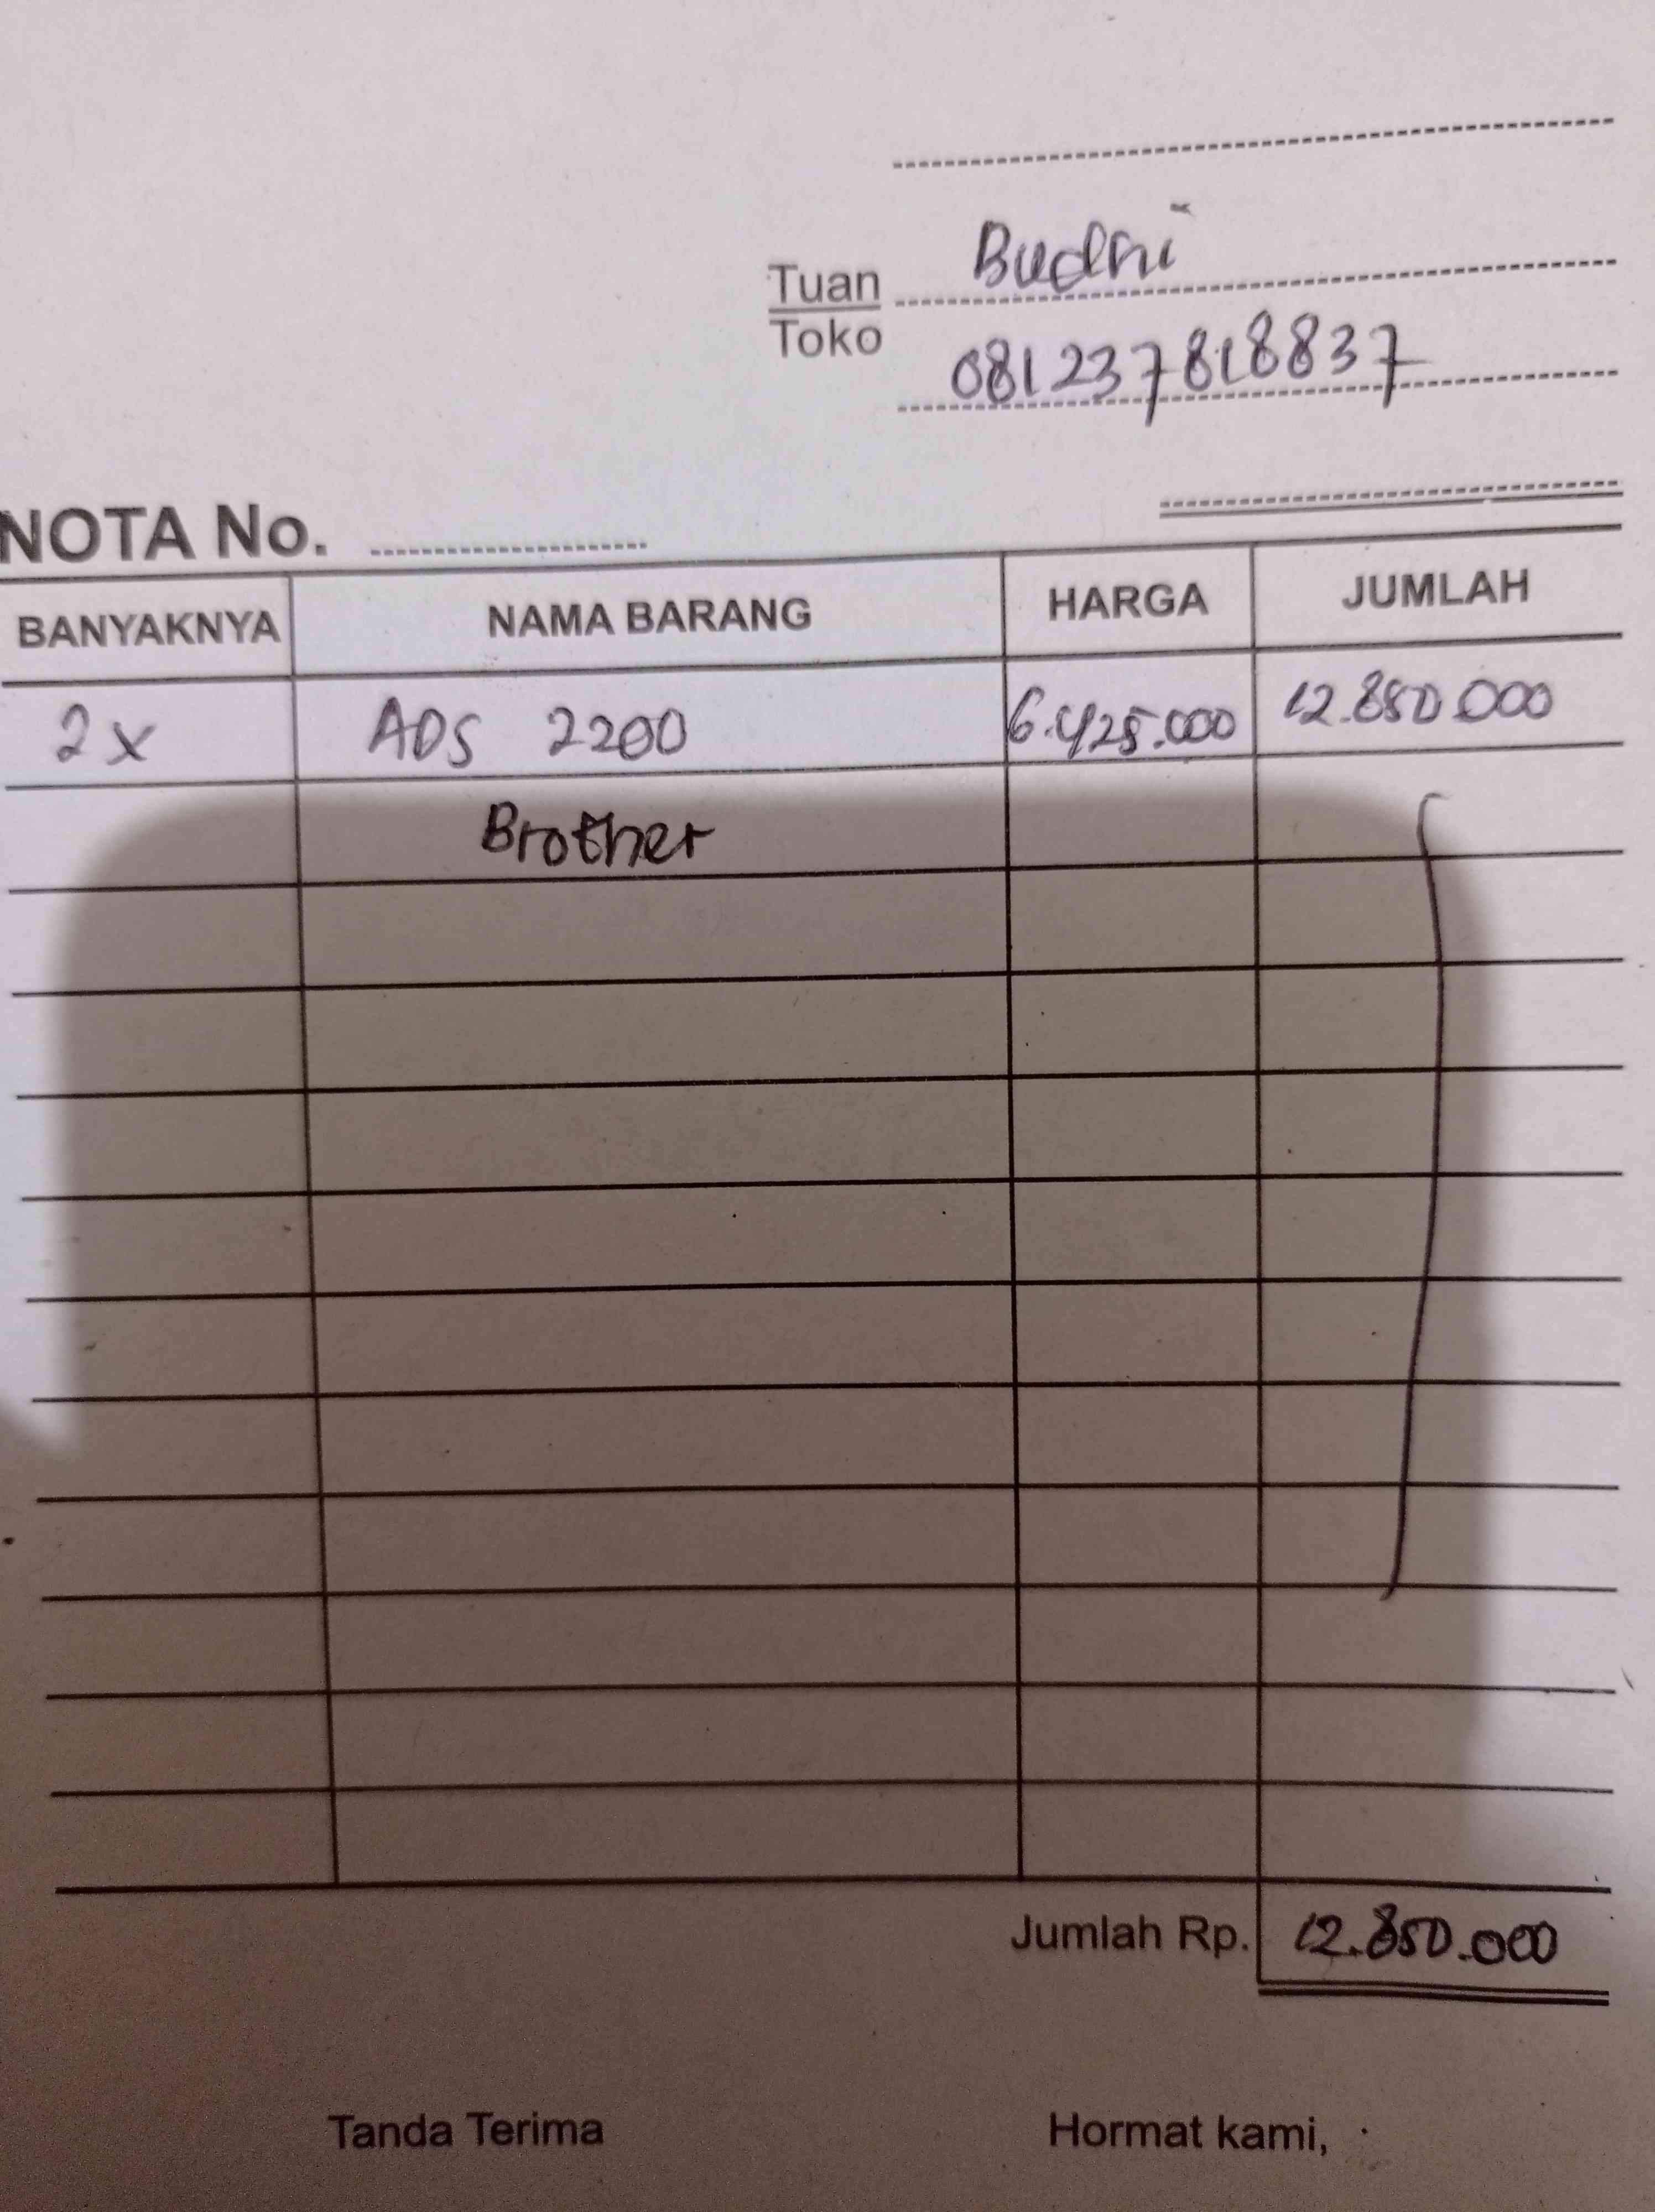 Tuan Budhi
Toko 081237818837
NOTA No.
BANYAKNYA NAMA BARANG HARGA JUMLAH
2x ADS 2200 6.425.000 12.850.000
Brother
Jumlah Rp. 12.850.000
Tanda Terima Hormat kami,